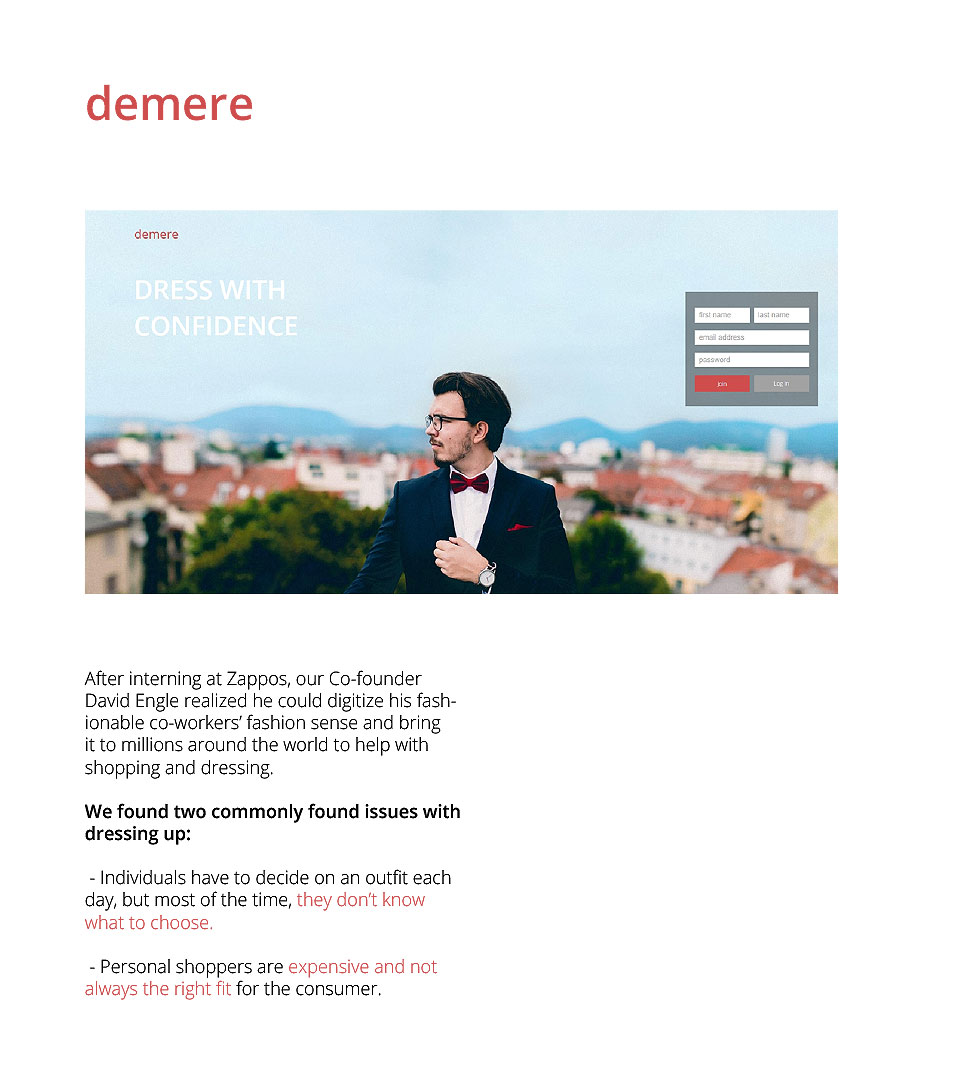 demere
demere
DRESS WITH
CONFIDENCE
first name last name
email address
password
Join Log In
After interning at Zappos, our Co-founder
David Engle realized he could digitize his fash-
ionable co-workers’ fashion sense and bring
it to millions around the world to help with
shopping and dressing.
We found two commonly found issues with
dressing up:
- Individuals have to decide on an outfit each
day, but most of the time, they don’t know
what to choose.
- Personal shoppers are expensive and not
always the right fit for the consumer.